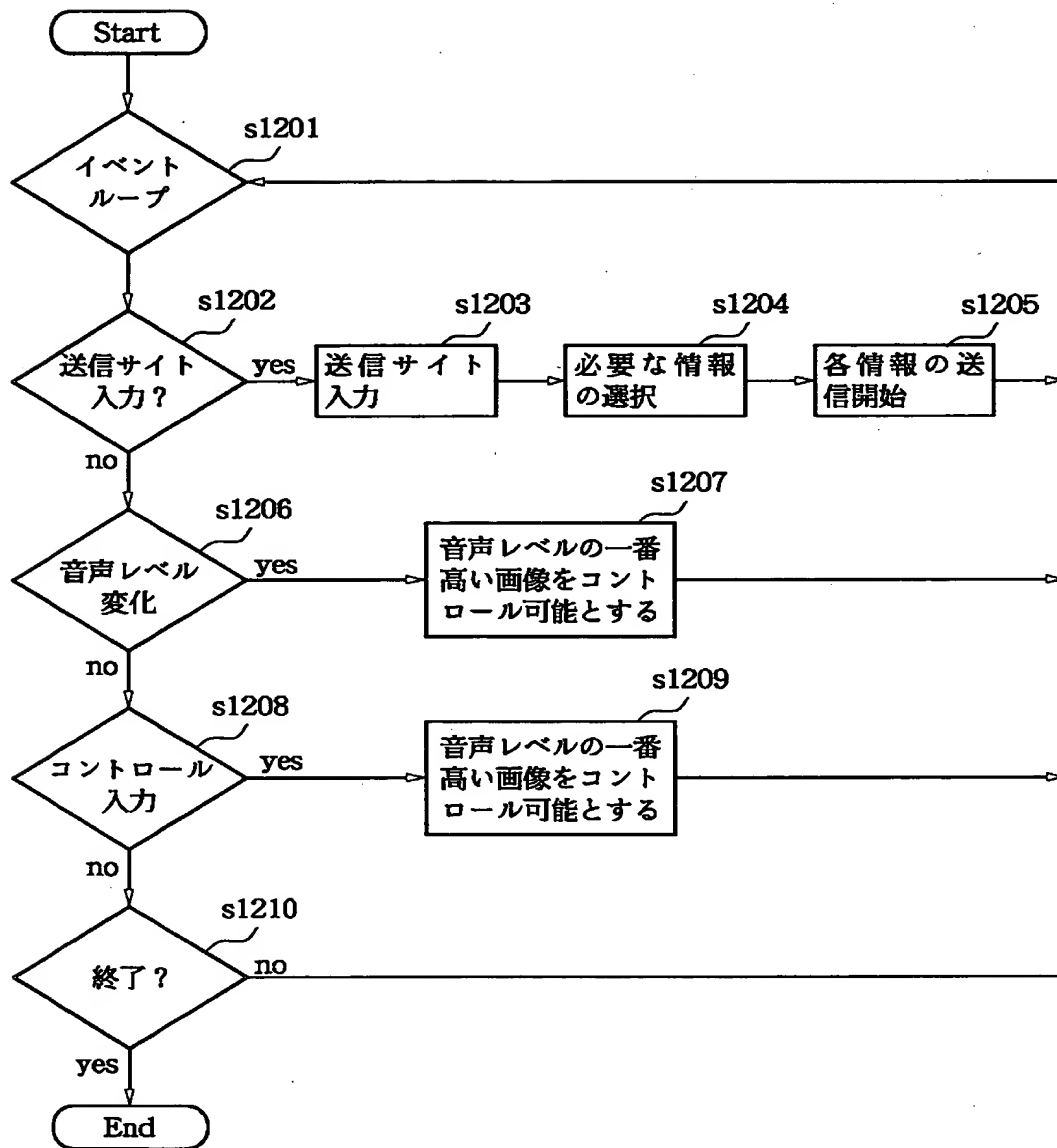 Start
s1201
イベント
ループ
s1202
送信サイト
入力？
yes
no
s1203
送信サイト
入力
s1204
必要な情報
の選択
s1205
各情報の送
信開始
s1206
音声レベル
変化
yes
no
s1207
音声レベルの一番
高い画像をコント
ロール可能とする
s1208
コントロール
入力
yes
no
s1209
音声レベルの一番
高い画像をコント
ロール可能とする
s1210
終了？
no
yes
End